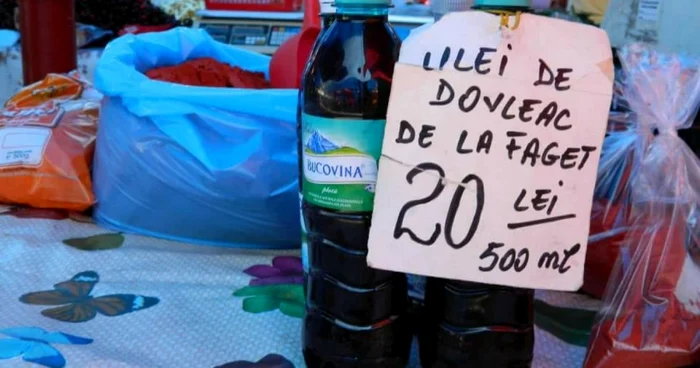 ULEI DE
DOVLEAC
DE LA FAGET
20 LEI
500 ml
BUCOVINA